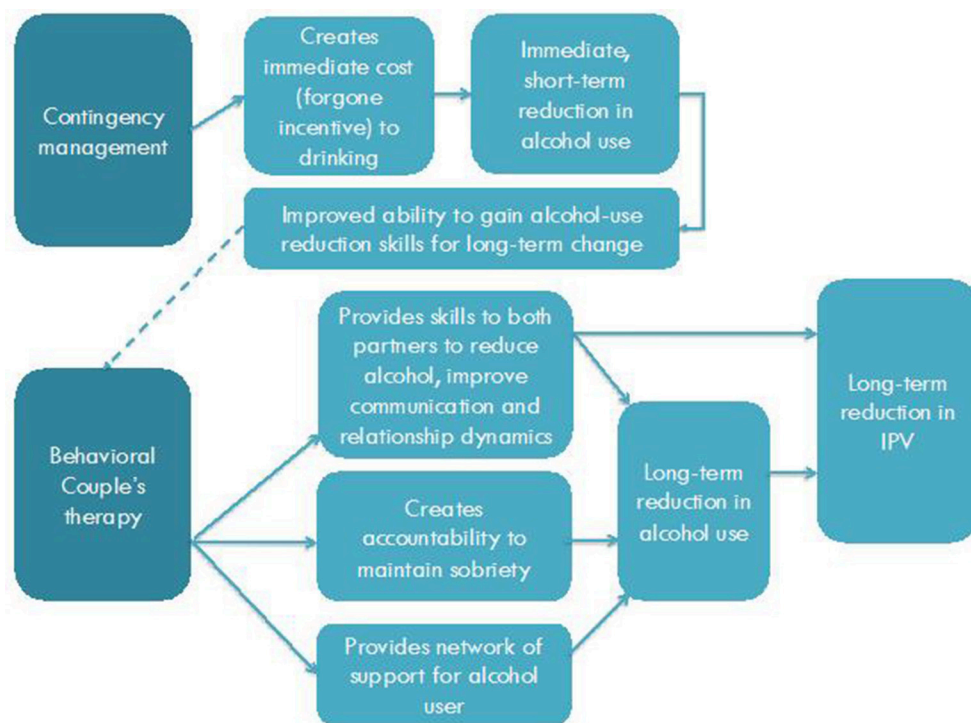 Contingency
management
Creates
immediate cost
(forgone
incentive) to
drinking
Immediate,
short-term
reduction in
alcohol use
Improved ability to gain alcohol-use
reduction skills for long-term change
Behavioral
Couple's
therapy
Provides skills to both
partners to reduce
alcohol, improve
communication and
relationship dynamics
Creates
accountability to
maintain sobriety
Provides network of
support for alcohol
user
Long-term
reduction in
alcohol use
Long-term
reduction in
IPV